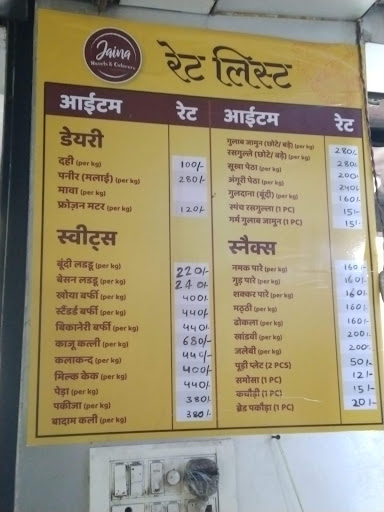 Jaina
Sweets & Caterers
रेट लिस्ट
आईटम रेट
डेयरी
दही (per kg) 100/-
पनीर (मलाई) (per kg) 280/-
मावा (per kg)
फ्रोज़न मटर (per kg) 120/-
स्वीट्स
बूंदी लडडू (per kg) 220/-
बेसन लडडू (per kg) 240/-
खोया बर्फी (per kg) 400/-
स्टैंडर्ड बर्फी (per kg) 440/-
बिकानेरी बर्फी (per kg) 440/-
काजू कत्ली (per kg) 680/-
कलाकन्द (per kg) 440/-
मिल्क केक (per kg) 400/-
पेड़ा (per kg) 440/-
पकीजा (per kg) 380/-
बादाम कली (per kg) 380/-
आईटम रेट
गुलाब जामुन (छोटे/ बड़े) (per kg) 280/-
रसगुल्ले (छोटे/ बड़े) (per kg) 280/-
सूखा पेठा (per kg) 200/-
अंगूरी पेठा (per kg) 240/-
गुलदाना (बूंदी) (per kg) 160/-
स्पंज रसगुल्ला (1 PC) 15/-
गर्म गुलाब जामुन (1 PC) 15/-
स्नैक्स
नमक पारे (per kg) 160/-
गुड़ पारे (per kg) 160/-
शक्कर पारे (per kg) 160/-
मठ्ठी (per kg) 160/-
ढोकला (per kg) 160/-
खांडवी (per kg) 200/-
जलेबी (per kg) 200/-
पूड़ी प्लेट (2 PCS) 50/-
समोसा (1 PC) 12/-
कचौड़ी (1 PC) 15/-
ब्रेड पकौड़ा (1 PC) 20/-